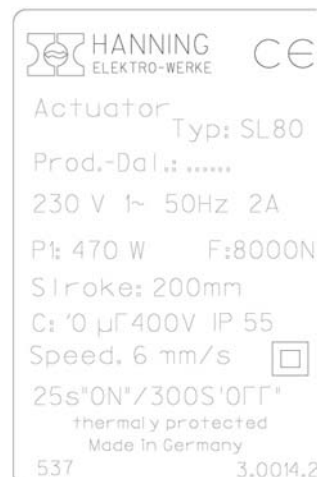 HANNING CE
ELEKTRO-WERKE
Actuator
Typ: SL80
Prod.-Dat.: ......
230 V 1~ 50Hz 2A
P1: 470 W F:8000N
Stroke: 200mm
C: 10 µF 400V IP 55
Speed. 6 mm/s
25s"ON"/300S'OFF"
thermaly protected
Made in Germany
537 3.0014.2